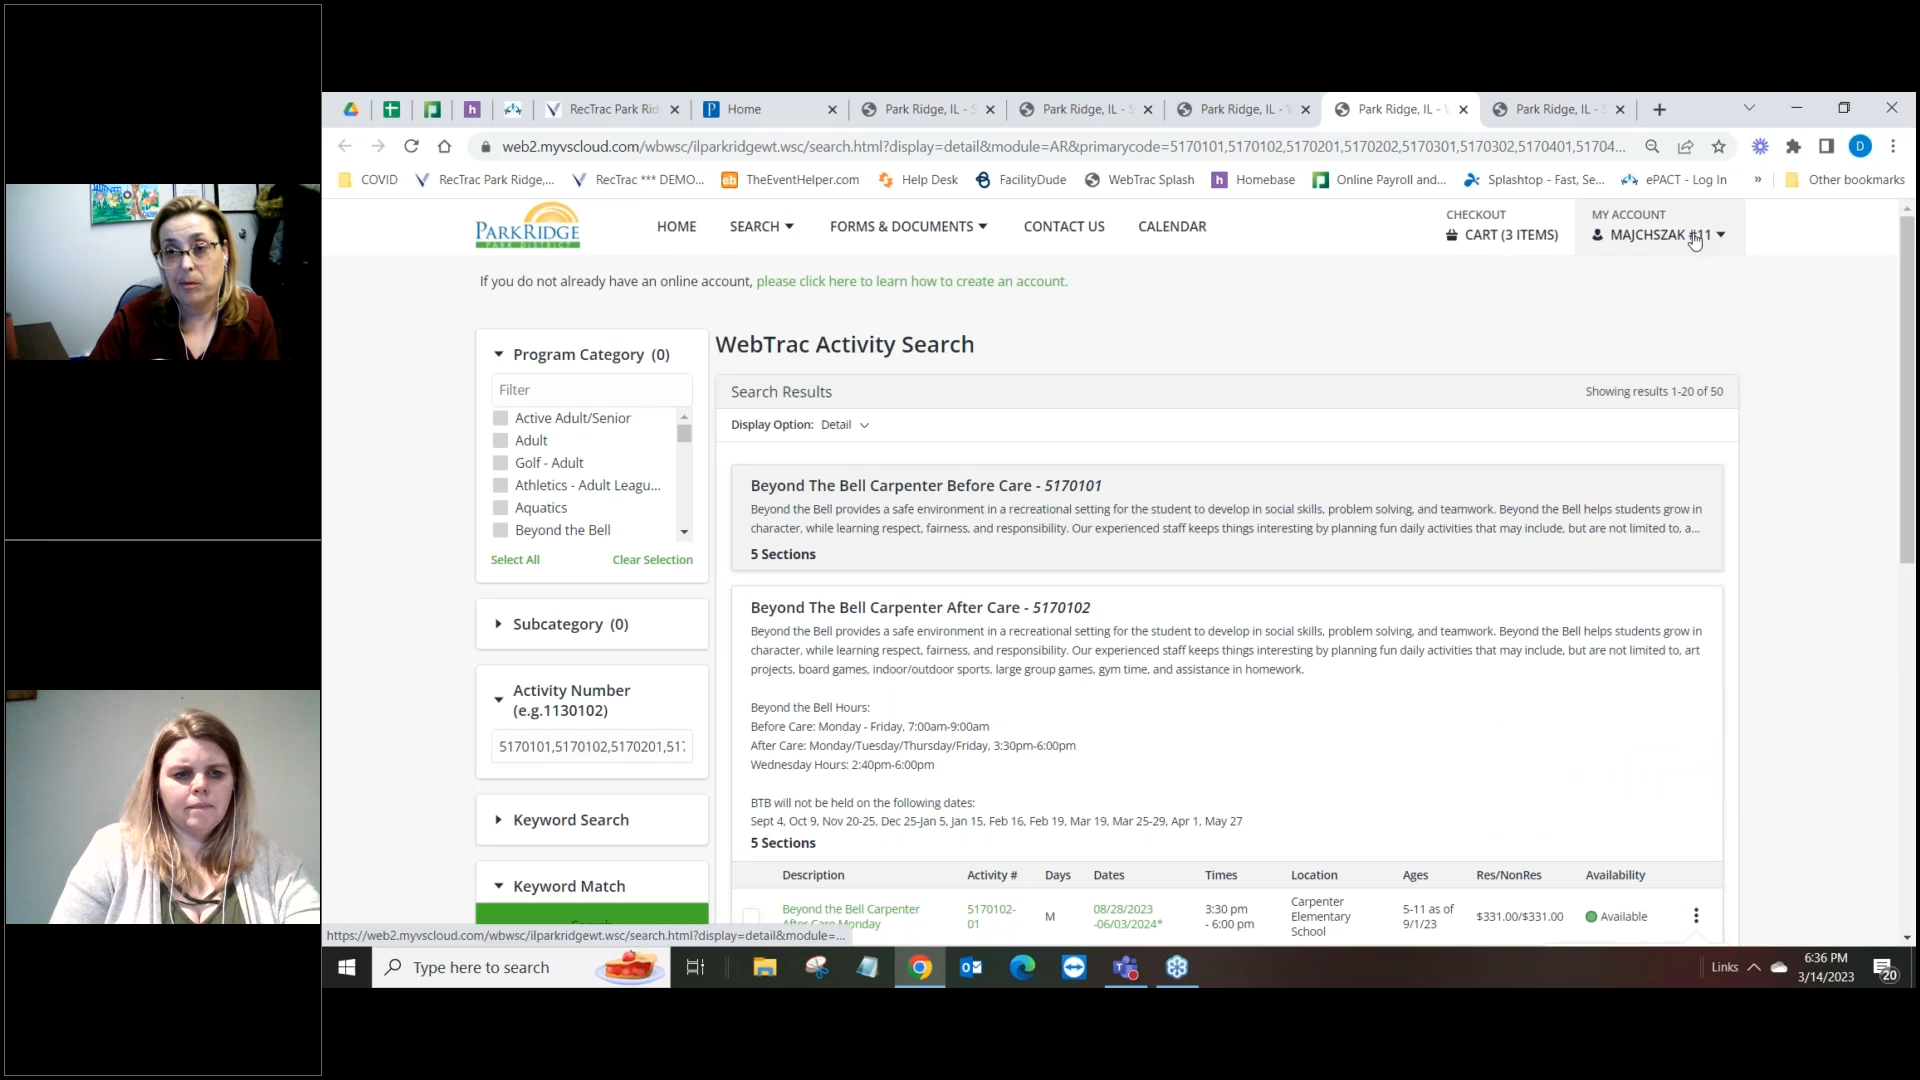 RecTrac Park Rid
Home
Park Ridge, IL - S
Park Ridge, IL - S
Park Ridge, IL - V
Park Ridge, IL - V
Park Ridge, IL - S
web2.myvscloud.com/wbwsc/ilparkridgewt.wsc/search.html?display=detail&module=AR&primarycode=5170101,5170102,5170201,5170202,5170301,5170302,5170401,51704...
D
COVID
RecTrac Park Ridge,...
RecTrac *** DEMO...
TheEventHelper.com
Help Desk
FacilityDude
WebTrac Splash
Homebase
Online Payroll and...
Splashtop - Fast, Se...
ePACT - Log In
»
Other bookmarks
PARK RIDGE
PARK DISTRICT
HOME
SEARCH
FORMS & DOCUMENTS
CONTACT US
CALENDAR
CHECKOUT
CART (3 ITEMS)
MY ACCOUNT
MAJCHSZAK #11
If you do not already have an online account, please click here to learn how to create an account.
Program Category (0)
Filter
Active Adult/Senior
Adult
Golf - Adult
Athletics - Adult Leagu...
Aquatics
Beyond the Bell
Select All
Clear Selection
Subcategory (0)
Activity Number
(e.g.1130102)
5170101,5170102,5170201,517
Keyword Search
Keyword Match
Search
WebTrac Activity Search
Search Results
Showing results 1-20 of 50
Display Option: Detail
Beyond The Bell Carpenter Before Care - 5170101
Beyond the Bell provides a safe environment in a recreational setting for the student to develop in social skills, problem solving, and teamwork. Beyond the Bell helps students grow in
character, while learning respect, fairness, and responsibility. Our experienced staff keeps things interesting by planning fun daily activities that may include, but are not limited to, a...
5 Sections
Beyond The Bell Carpenter After Care - 5170102
Beyond the Bell provides a safe environment in a recreational setting for the student to develop in social skills, problem solving, and teamwork. Beyond the Bell helps students grow in
character, while learning respect, fairness, and responsibility. Our experienced staff keeps things interesting by planning fun daily activities that may include, but are not limited to, art
projects, board games, indoor/outdoor sports, large group games, gym time, and assistance in homework.
Beyond the Bell Hours:
Before Care: Monday - Friday, 7:00am-9:00am
After Care: Monday/Tuesday/Thursday/Friday, 3:30pm-6:00pm
Wednesday Hours: 2:40pm-6:00pm
BTB will not be held on the following dates:
Sept 4, Oct 9, Nov 20-25, Dec 25-Jan 5, Jan 15, Feb 16, Feb 19, Mar 19, Mar 25-29, Apr 1, May 27
5 Sections
Description
Activity #
Days
Dates
Times
Location
Ages
Res/NonRes
Availability
Beyond the Bell Carpenter
After Care Monday
5170102-
01
M
08/28/2023
-06/03/2024*
3:30 pm
- 6:00 pm
Carpenter
Elementary
School
5-11 as of
9/1/23
$331.00/$331.00
Available
https://web2.myvscloud.com/wbwsc/ilparkridgewt.wsc/search.html?display=detail&module=...
Type here to search
Links
6:36 PM
3/14/2023
20